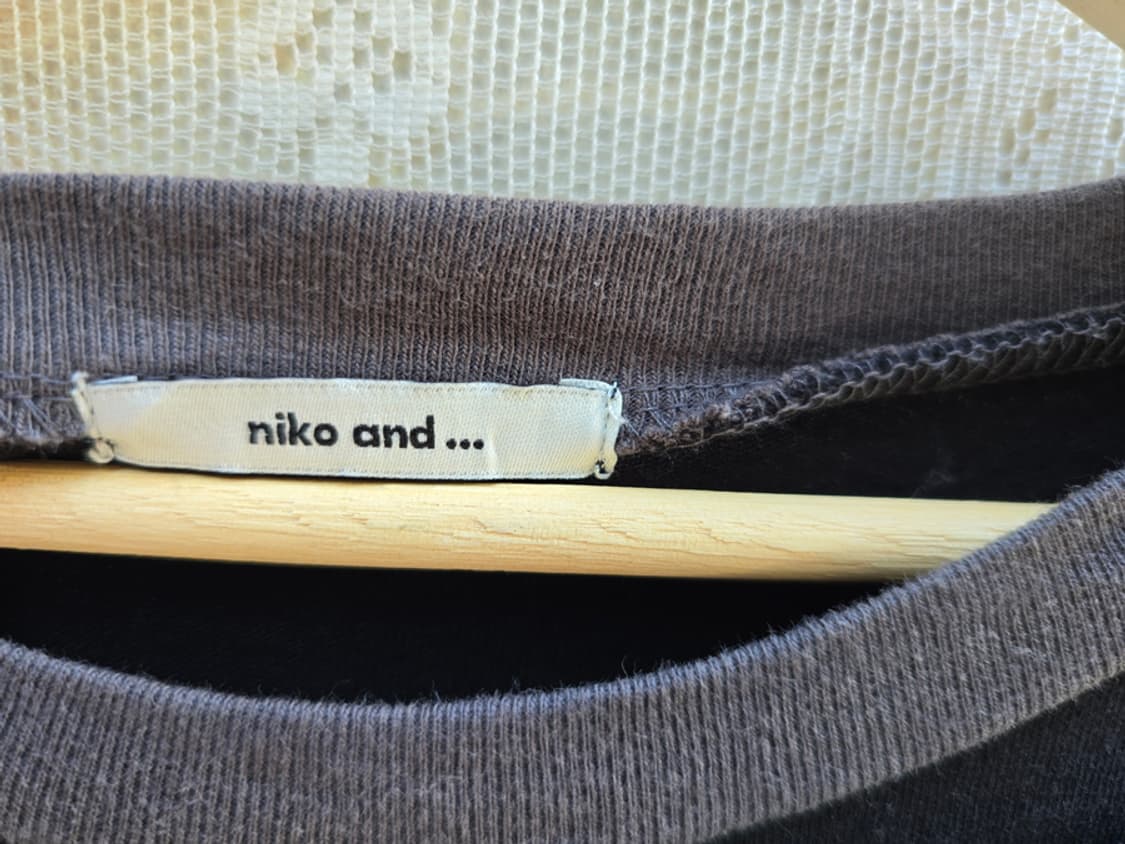 niko and ...